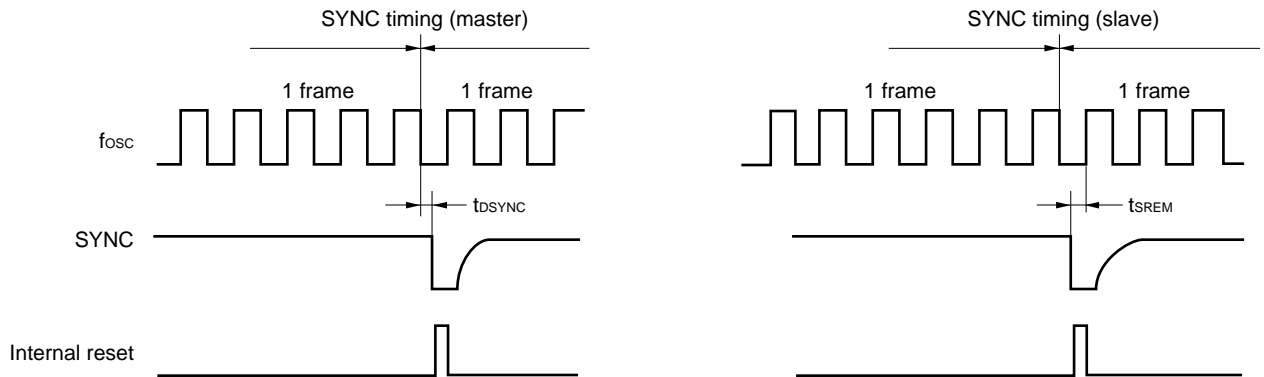 SYNC timing (master)
SYNC timing (slave)
1 frame
1 frame
1 frame
1 frame
fOSC
tDSYNC
tSREM
SYNC
Internal reset